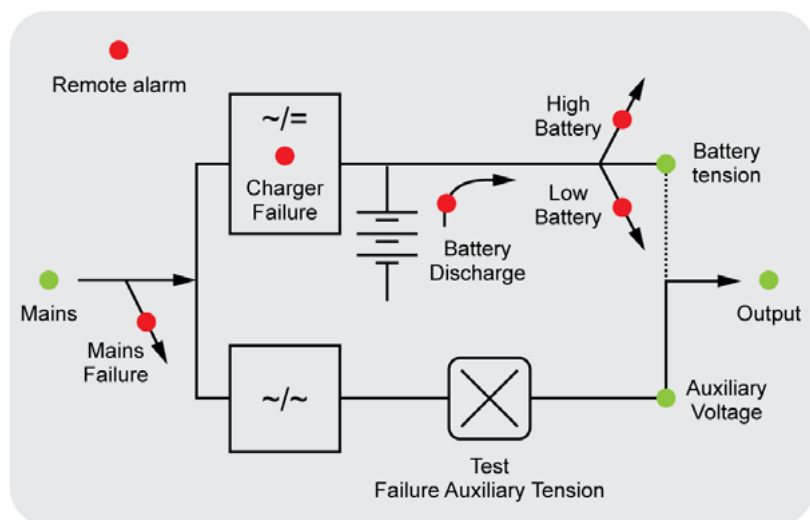 Remote alarm
~/=
Charger
Failure
High
Battery
Battery
tension
Low
Battery
Battery
Discharge
Mains
Mains
Failure
Output
~/~
Auxiliary
Voltage
Test
Failure Auxiliary Tension